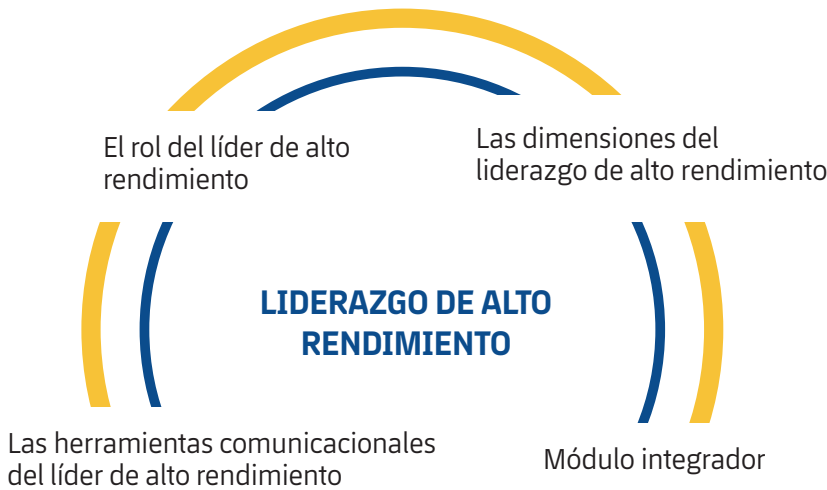 El rol del líder de alto
rendimiento
Las dimensiones del
liderazgo de alto rendimiento
LIDERAZGO DE ALTO
RENDIMIENTO
Las herramientas comunicacionales
del líder de alto rendimiento
Módulo integrador